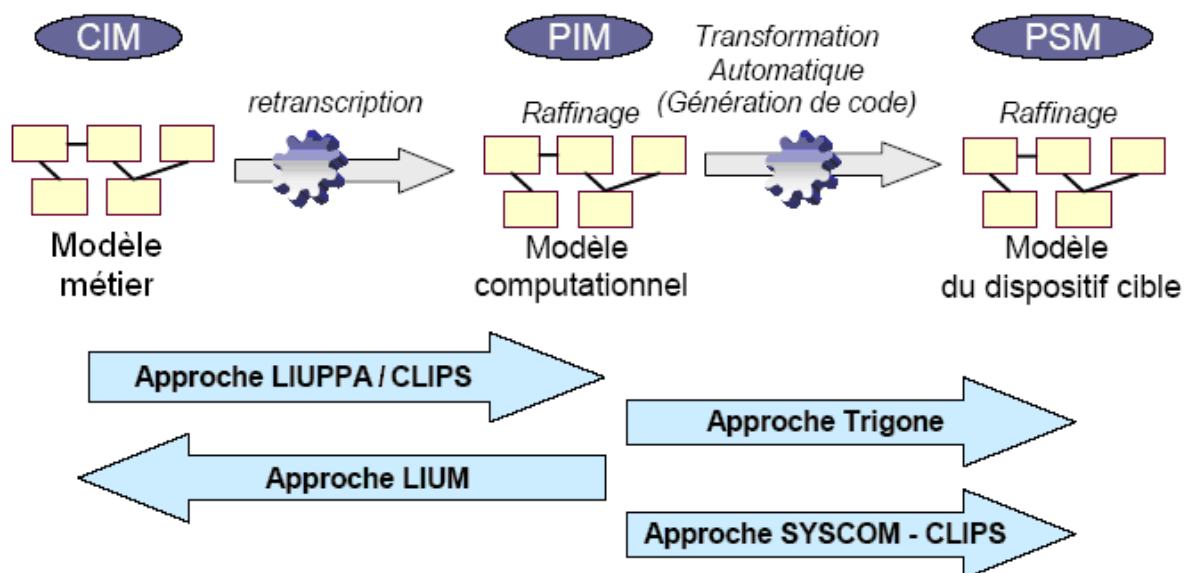 CIM
PIM
PSM
Transformation
Automatique
(Génération de code)
retranscription
Raffinage
Raffinage
Modèle
métier
Modèle
computationnel
Modèle
du dispositif cible
Approche LIUPPA / CLIPS
Approche Trigone
Approche LIUM
Approche SYSCOM - CLIPS